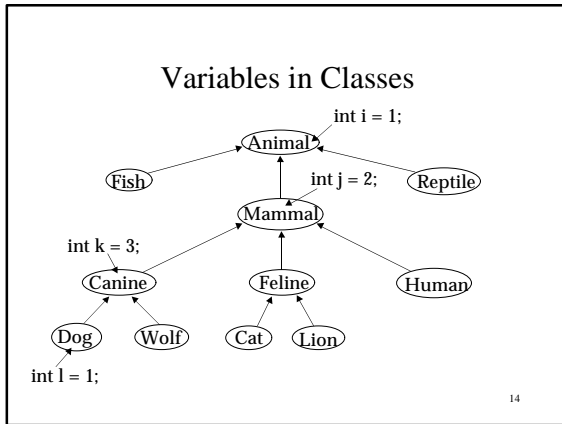 Variables in Classes
int i = 1;
Animal
Fish
int j = 2;
Reptile
Mammal
int k = 3;
Canine
Feline
Human
Dog
Wolf
Cat
Lion
int l = 1;
14